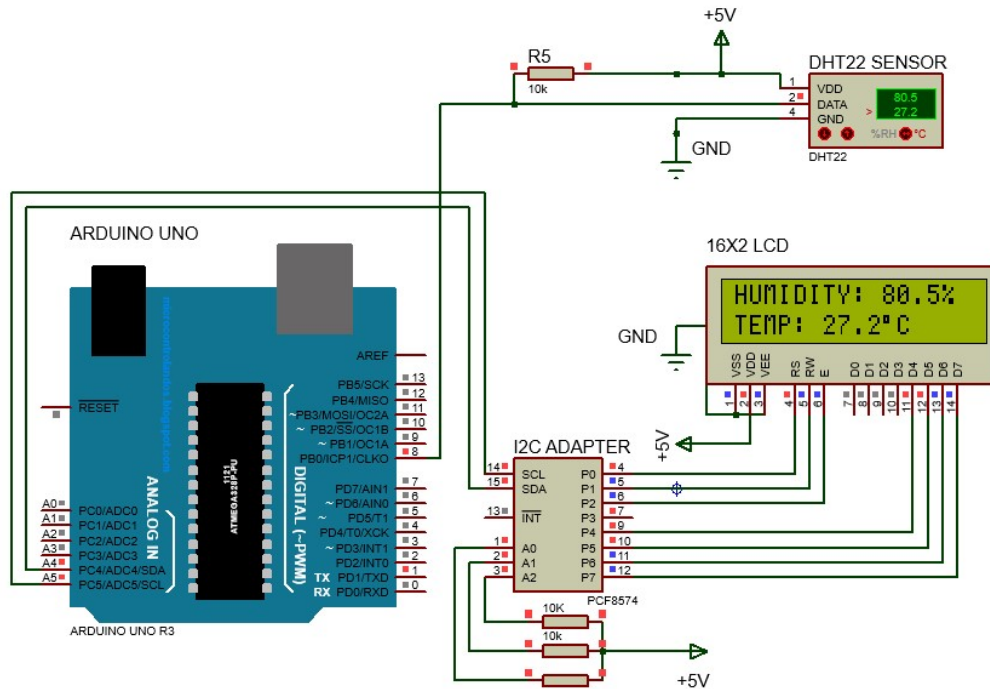 +5V
R5
10k
DHT22 SENSOR
1 VDD
2 DATA
4 GND
80.5
27.2
>
%RH °C
DHT22
GND
ARDUINO UNO
16X2 LCD
HUMIDITY: 80.5%
TEMP: 27.2°C
GND
VSS VDD VEE RS RW E D0 D1 D2 D3 D4 D5 D6 D7
1 2 3 4 5 6 7 8 9 10 11 12 13 14
+5V
AREF
PB5/SCK 13
PB4/MISO 12
~PB3/MOSI/OC2A 11
~ PB2/SS/OC1B 10
~ PB1/OC1A 9
PB0/ICP1/CLKO 8
PD7/AIN1 7
~ PD6/AIN0 6
~ PD5/T1 5
PD4/T0/XCK 4
~ PD3/INT1 3
PD2/INT0 2
TX PD1/TXD 1
RX PD0/RXD 0
DIGITAL (~PWM)
1121
ATMEGA328P-PU
RESET
ANALOG IN
A0 PC0/ADC0
A1 PC1/ADC1
A2 PC2/ADC2
A3 PC3/ADC3
A4 PC4/ADC4/SDA
A5 PC5/ADC5/SCL
ARDUINO UNO R3
I2C ADAPTER
14 SCL P0 4
15 SDA P1 5
P2 6
13 INT P3 7
P4 9
1 A0 P5 10
2 A1 P6 11
3 A2 P7 12
PCF8574
10K
10k
+5V